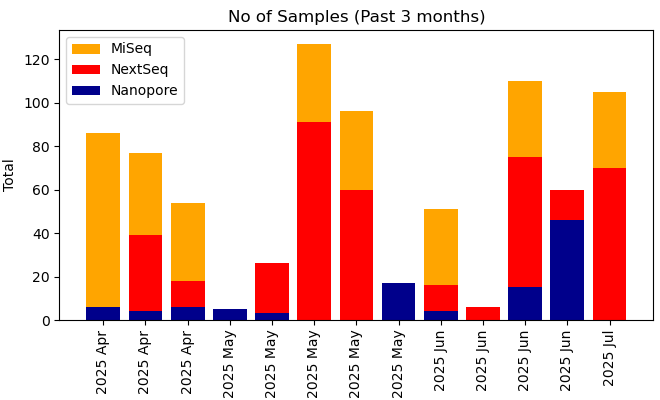 No of Samples (Past 3 months)
MiSeq
NextSeq
Nanopore
Total
120
100
80
60
40
20
0
2025 Apr
2025 Apr
2025 Apr
2025 May
2025 May
2025 May
2025 May
2025 May
2025 Jun
2025 Jun
2025 Jun
2025 Jun
2025 Jul